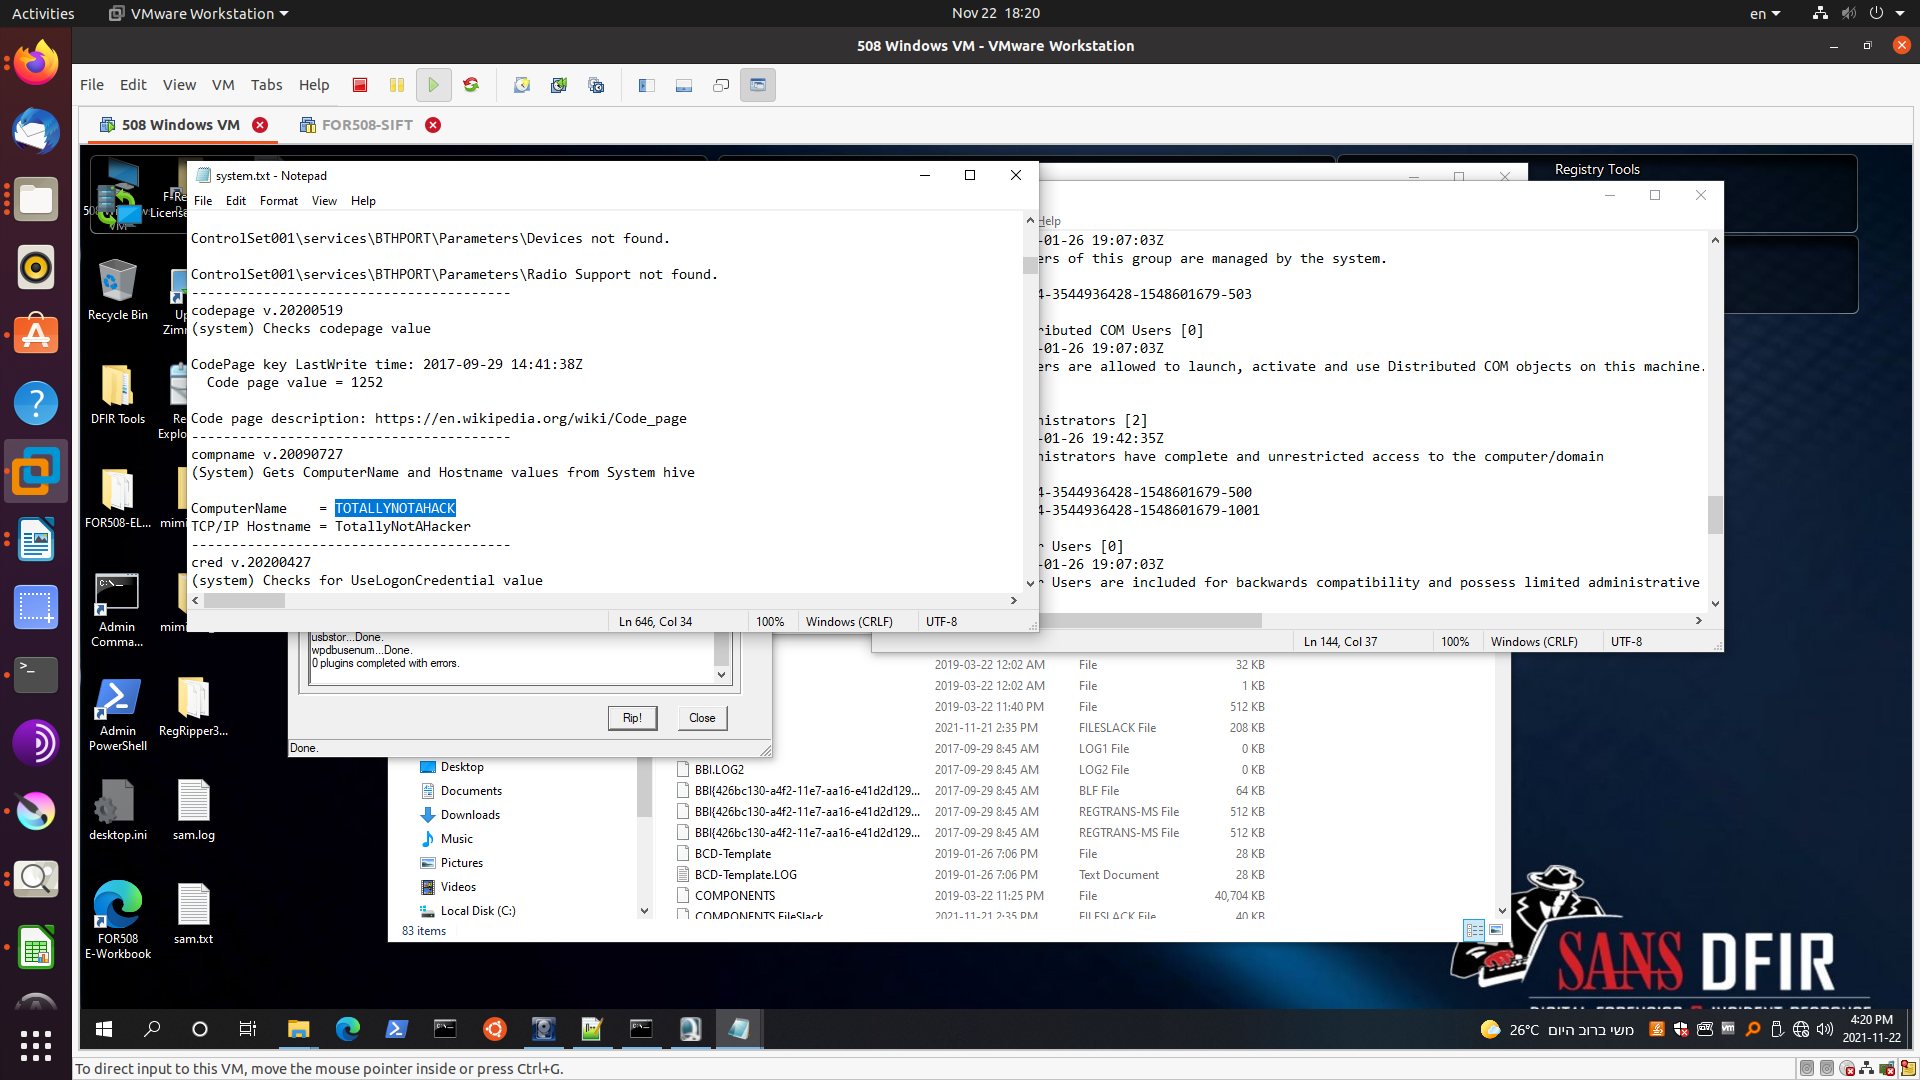 Activities
VMware Workstation
Nov 22 18:20
en
508 Windows VM - VMware Workstation
File Edit View VM Tabs Help
508 Windows VM
FOR508-SIFT
Registry Tools
system.txt - Notepad
File Edit Format View Help
ControlSet001\services\BTHPORT\Parameters\Devices not found.
ControlSet001\services\BTHPORT\Parameters\Radio Support not found.
----------------------------------------
codepage v.20200519
(system) Checks codepage value
CodePage key LastWrite time: 2017-09-29 14:41:38Z
Code page value = 1252
Code page description: https://en.wikipedia.org/wiki/Code_page
----------------------------------------
compname v.20090727
(System) Gets ComputerName and Hostname values from System hive
ComputerName    = TOTALLYNOTAHACK
TCP/IP Hostname = TotallyNotAHacker
----------------------------------------
cred v.20200427
(system) Checks for UseLogonCredential value
Ln 646, Col 34
100%
Windows (CRLF)
UTF-8
Help
-01-26 19:07:03Z
ers of this group are managed by the system.
4-3544936428-1548601679-503
ributed COM Users [0]
-01-26 19:07:03Z
ers are allowed to launch, activate and use Distributed COM objects on this machine.
nistrators [2]
-01-26 19:42:35Z
nistrators have complete and unrestricted access to the computer/domain
4-3544936428-1548601679-500
4-3544936428-1548601679-1001
r Users [0]
-01-26 19:07:03Z
r Users are included for backwards compatibility and possess limited administrative
Ln 144, Col 37
100%
Windows (CRLF)
UTF-8
usbstor...Done.
wpdbusenum...Done.
0 plugins completed with errors.
Rip!
Close
Done.
2019-03-22 12:02 AM File 32 KB
2019-03-22 12:02 AM File 1 KB
2019-03-22 11:40 PM File 512 KB
2021-11-21 2:35 PM FILESLACK File 208 KB
2017-09-29 8:45 AM LOG1 File 0 KB
BBI.LOG2 2017-09-29 8:45 AM LOG2 File 0 KB
BBI{426bc130-a4f2-11e7-aa16-e41d2d129... 2017-09-29 8:45 AM BLF File 64 KB
BBI{426bc130-a4f2-11e7-aa16-e41d2d129... 2017-09-29 8:45 AM REGTRANS-MS File 512 KB
BBI{426bc130-a4f2-11e7-aa16-e41d2d129... 2017-09-29 8:45 AM REGTRANS-MS File 512 KB
BCD-Template 2019-01-26 7:06 PM File 28 KB
BCD-Template.LOG 2019-01-26 7:06 PM Text Document 28 KB
COMPONENTS 2019-03-22 11:25 PM File 40,704 KB
COMPONENTS.FileSlack 2021-11-21 2:35 PM FILESLACK File 40 KB
Desktop
Documents
Downloads
Music
Pictures
Videos
Local Disk (C:)
83 items
VM
F-Re
License
Recycle Bin
Up
Zimm
DFIR Tools
Re
Explo
FOR508-EL...
mimi
Admin
Comma...
mimi
Admin
PowerShell
RegRipper3...
desktop.ini
sam.log
FOR508
E-Workbook
sam.txt
SANS DFIR
DIGITAL FORENSICS & INCIDENT RESPONSE
26°C
משי ברוב היום
4:20 PM
2021-11-22
To direct input to this VM, move the mouse pointer inside or press Ctrl+G.